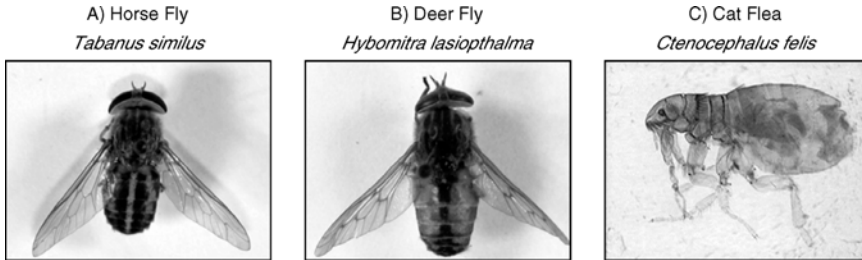 A) Horse Fly
Tabanus similus
B) Deer Fly
Hybomitra lasiopthalma
C) Cat Flea
Ctenocephalus felis